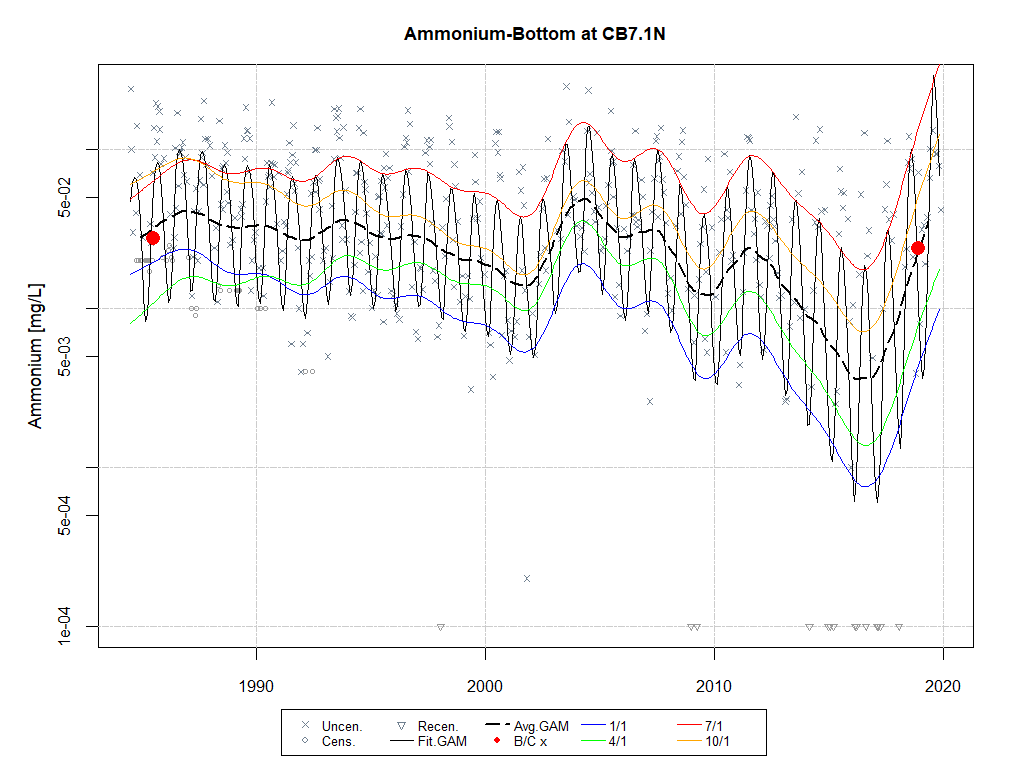 Ammonium-Bottom at CB7.1N
Ammonium [mg/L]
5e-02
5e-03
5e-04
1e-04
1990 2000 2010 2020
Uncen. Recen. Avg.GAM 1/1 7/1
Cens. Fit.GAM B/C x 4/1 10/1